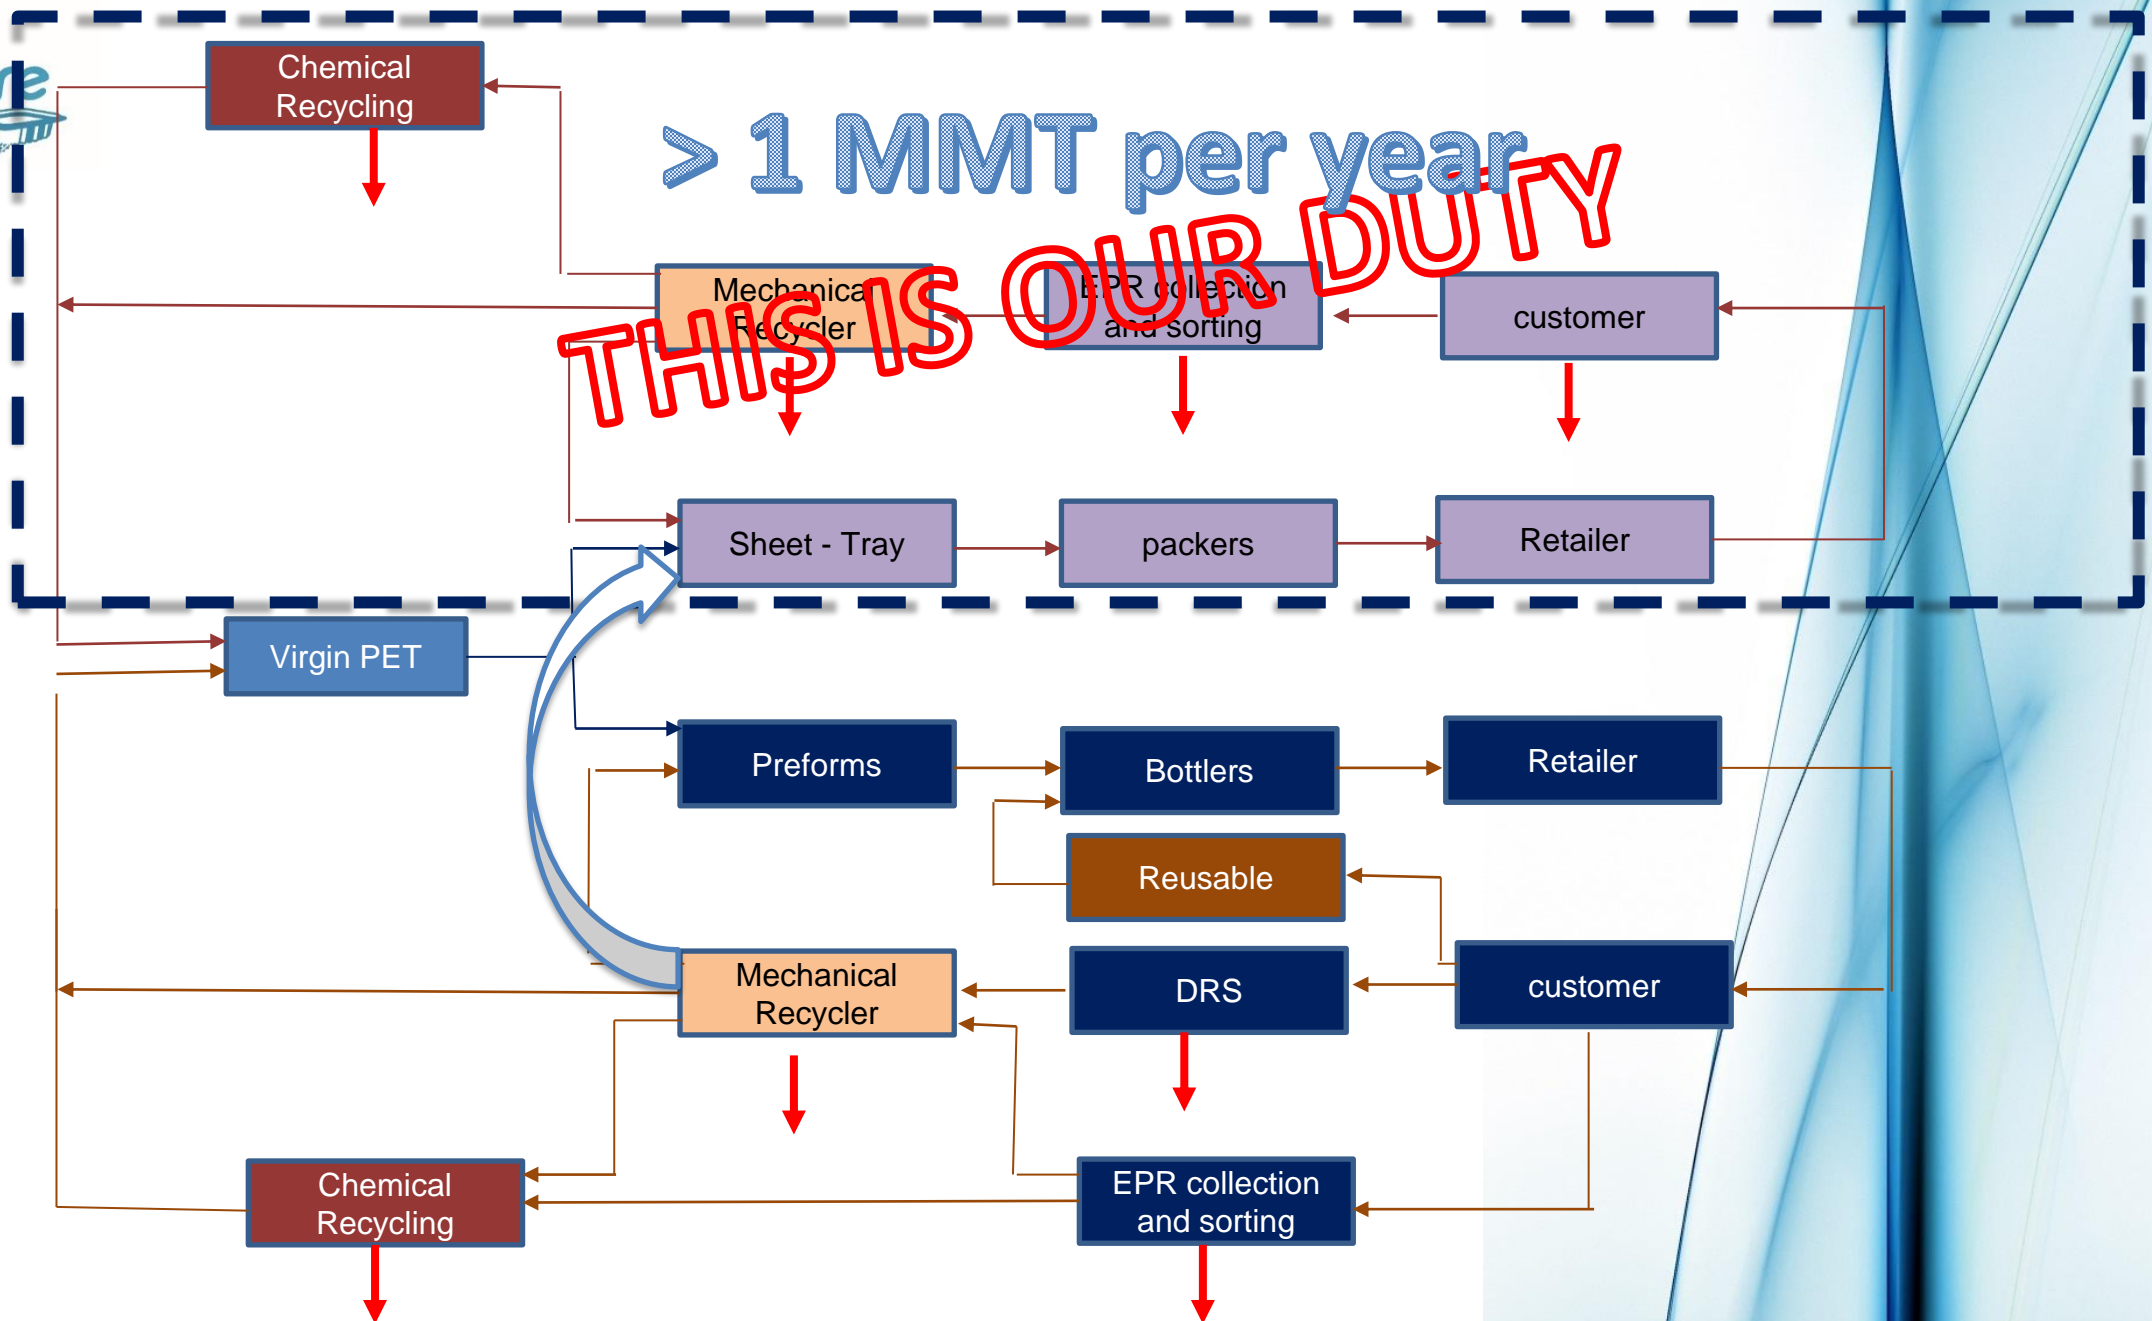 re
Chemical
Recycling
> 1 MMT per year
THIS IS OUR DUTY
Mechanical
Recycler
EPR collection
and sorting
customer
Sheet - Tray
packers
Retailer
Virgin PET
Preforms
Bottlers
Retailer
Reusable
Mechanical
Recycler
DRS
customer
Chemical
Recycling
EPR collection
and sorting